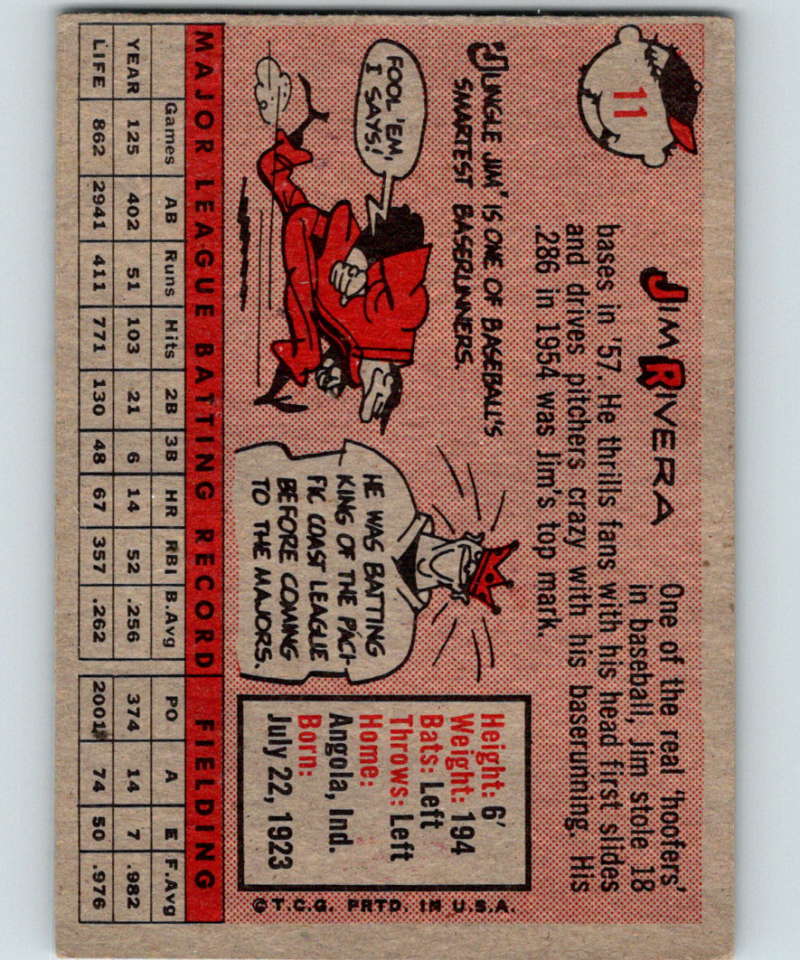 11
JIM RIVERA
One of the real 'hoofers'
in baseball, Jim stole 18
bases in '57. He thrills fans with his head first slides
and drives pitchers crazy with his baserunning. His
.286 in 1954 was Jim's top mark.
"JUNGLE JIM" IS ONE OF BASEBALL'S
SMARTEST BASERUNNERS.
FOOL 'EM,
I SAYS!
HE WAS BATTING
KING OF THE PACI-
FIC COAST LEAGUE
BEFORE COMING
TO THE MAJORS.
Height: 6'
Weight: 194
Bats: Left
Throws: Left
Home:
Angola, Ind.
Born:
July 22, 1923
© T.C.G. PRTD. IN U.S.A.
MAJOR LEAGUE BATTING RECORD FIELDING
Games AB Runs Hits 2B 3B HR RBI B.Avg PO A E F.Avg
YEAR 125 402 51 103 21 6 14 52 .256 374 14 7 .982
LIFE 862 2941 411 771 130 48 67 357 .262 2001 74 50 .976